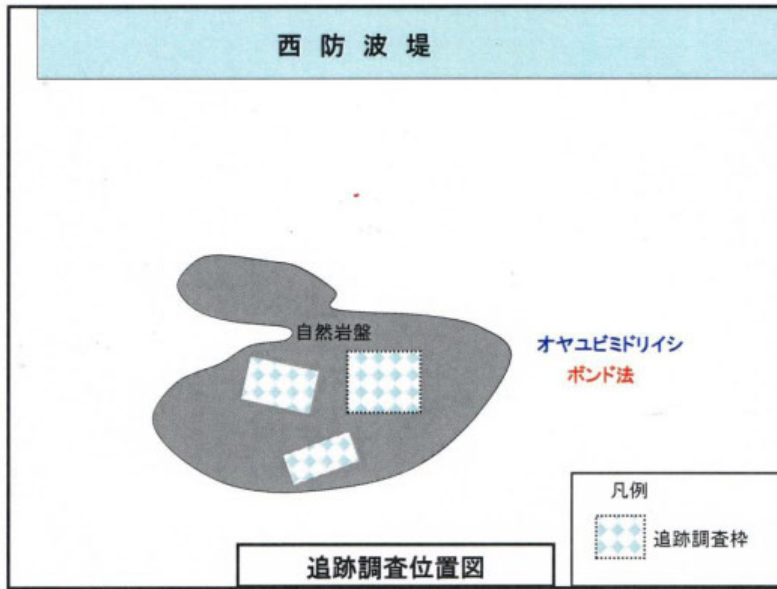 西防波堤
自然岩盤
オヤユビミドリイシ
ボンド法
凡例
追跡調査枠
追跡調査位置図